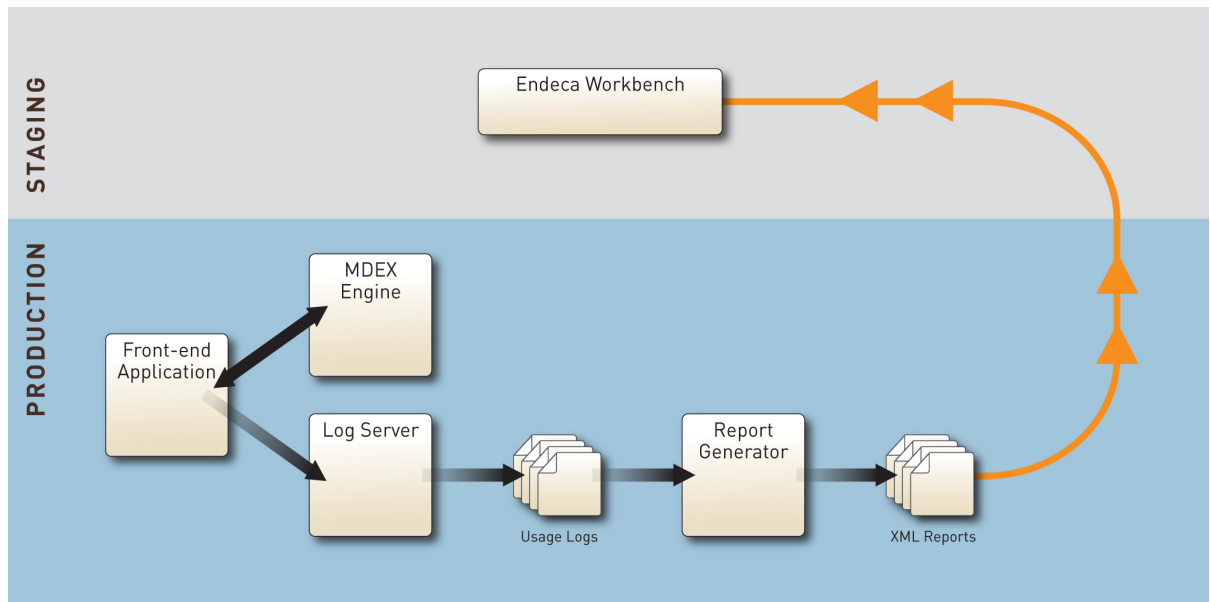 STAGING
Endeca Workbench
PRODUCTION
MDEX
Engine
Front-end
Application
Log Server
Usage Logs
Report
Generator
XML Reports